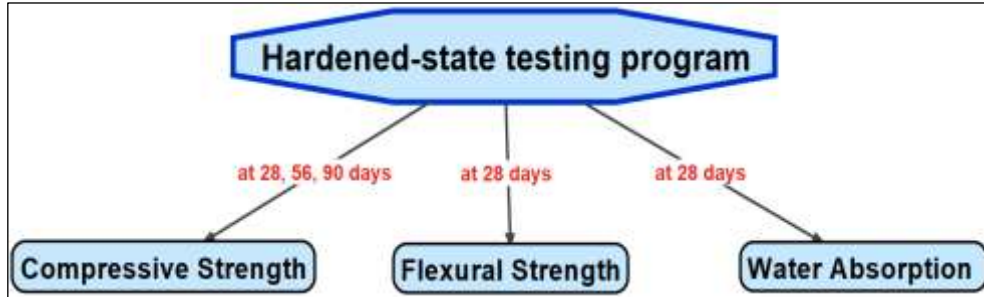 Hardened-state testing program
at 28, 56, 90 days
at 28 days
at 28 days
Compressive Strength
Flexural Strength
Water Absorption